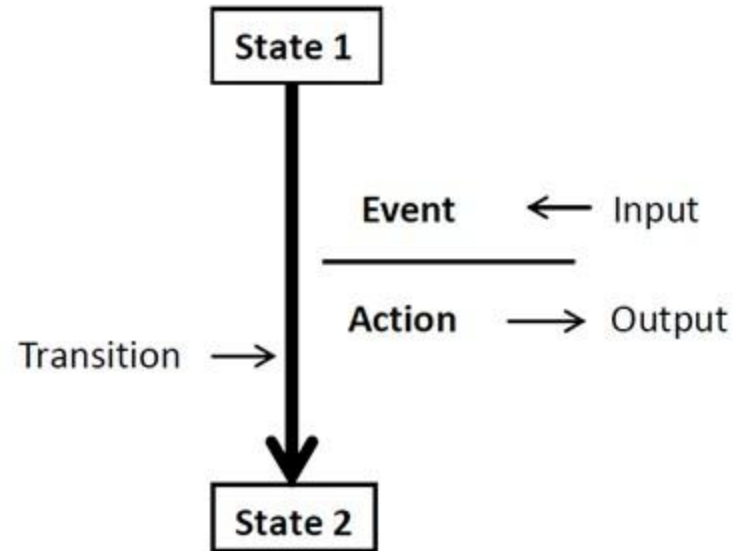 State 1
Event
Input
Action
Output
Transition
State 2